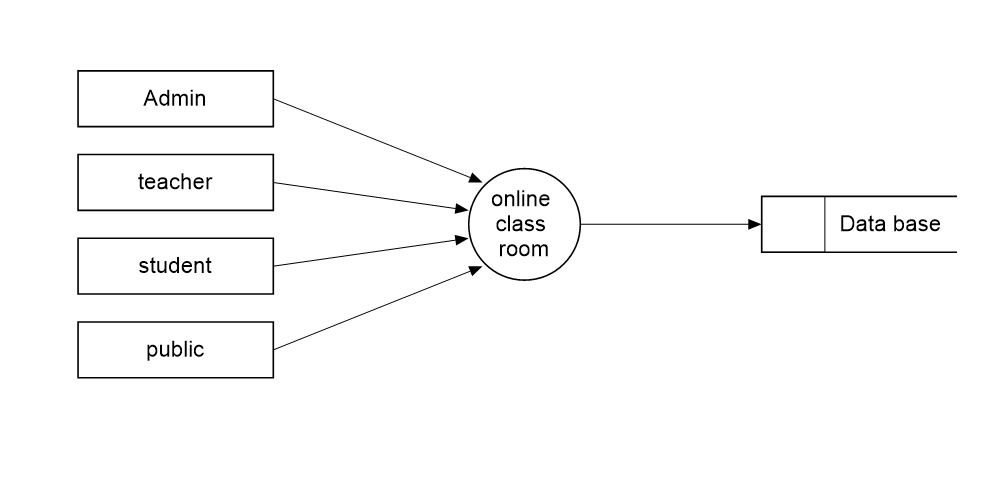 Admin
teacher
student
public
online
class
room
Data base